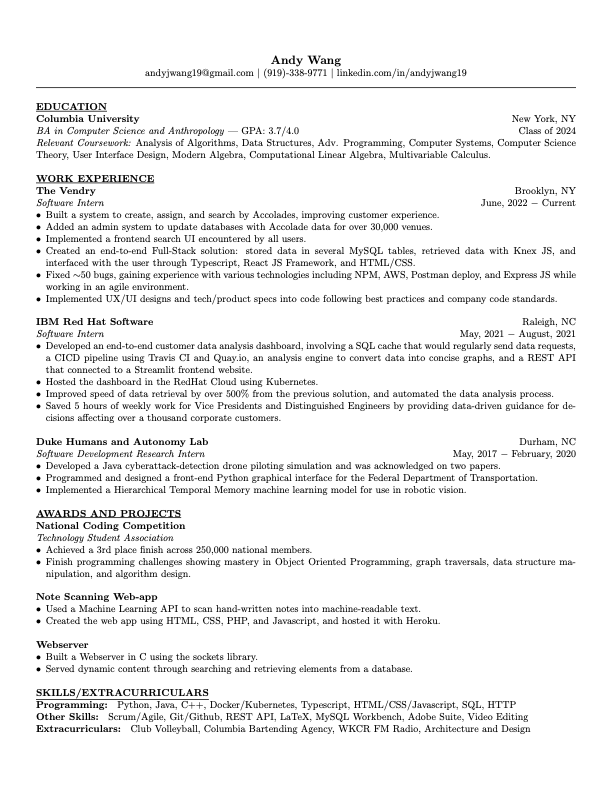 Andy Wang
andyjwang19@gmail.com | (919)-338-9771 | linkedin.com/in/andyjwang19
EDUCATION
Columbia University New York, NY
BA in Computer Science and Anthropology — GPA: 3.7/4.0 Class of 2024
Relevant Coursework: Analysis of Algorithms, Data Structures, Adv. Programming, Computer Systems, Computer Science
Theory, User Interface Design, Modern Algebra, Computational Linear Algebra, Multivariable Calculus.
WORK EXPERIENCE
The Vendry Brooklyn, NY
Software Intern June, 2022 − Current
• Built a system to create, assign, and search by Accolades, improving customer experience.
• Added an admin system to update databases with Accolade data for over 30,000 venues.
• Implemented a frontend search UI encountered by all users.
• Created an end-to-end Full-Stack solution: stored data in several MySQL tables, retrieved data with Knex JS, and
interfaced with the user through Typescript, React JS Framework, and HTML/CSS.
• Fixed ~50 bugs, gaining experience with various technologies including NPM, AWS, Postman deploy, and Express JS while
working in an agile environment.
• Implemented UX/UI designs and tech/product specs into code following best practices and company code standards.
IBM Red Hat Software Raleigh, NC
Software Intern May, 2021 − August, 2021
• Developed an end-to-end customer data analysis dashboard, involving a SQL cache that would regularly send data requests,
a CICD pipeline using Travis CI and Quay.io, an analysis engine to convert data into concise graphs, and a REST API
that connected to a Streamlit frontend website.
• Hosted the dashboard in the RedHat Cloud using Kubernetes.
• Improved speed of data retrieval by over 500% from the previous solution, and automated the data analysis process.
• Saved 5 hours of weekly work for Vice Presidents and Distinguished Engineers by providing data-driven guidance for de-
cisions affecting over a thousand corporate customers.
Duke Humans and Autonomy Lab Durham, NC
Software Development Research Intern May, 2017 − February, 2020
• Developed a Java cyberattack-detection drone piloting simulation and was acknowledged on two papers.
• Programmed and designed a front-end Python graphical interface for the Federal Department of Transportation.
• Implemented a Hierarchical Temporal Memory machine learning model for use in robotic vision.
AWARDS AND PROJECTS
National Coding Competition
Technology Student Association
• Achieved a 3rd place finish across 250,000 national members.
• Finish programming challenges showing mastery in Object Oriented Programming, graph traversals, data structure ma-
nipulation, and algorithm design.
Note Scanning Web-app
• Used a Machine Learning API to scan hand-written notes into machine-readable text.
• Created the web app using HTML, CSS, PHP, and Javascript, and hosted it with Heroku.
Webserver
• Built a Webserver in C using the sockets library.
• Served dynamic content through searching and retrieving elements from a database.
SKILLS/EXTRACURRICULARS
Programming: Python, Java, C++, Docker/Kubernetes, Typescript, HTML/CSS/Javascript, SQL, HTTP
Other Skills: Scrum/Agile, Git/Github, REST API, LaTeX, MySQL Workbench, Adobe Suite, Video Editing
Extracurriculars: Club Volleyball, Columbia Bartending Agency, WKCR FM Radio, Architecture and Design